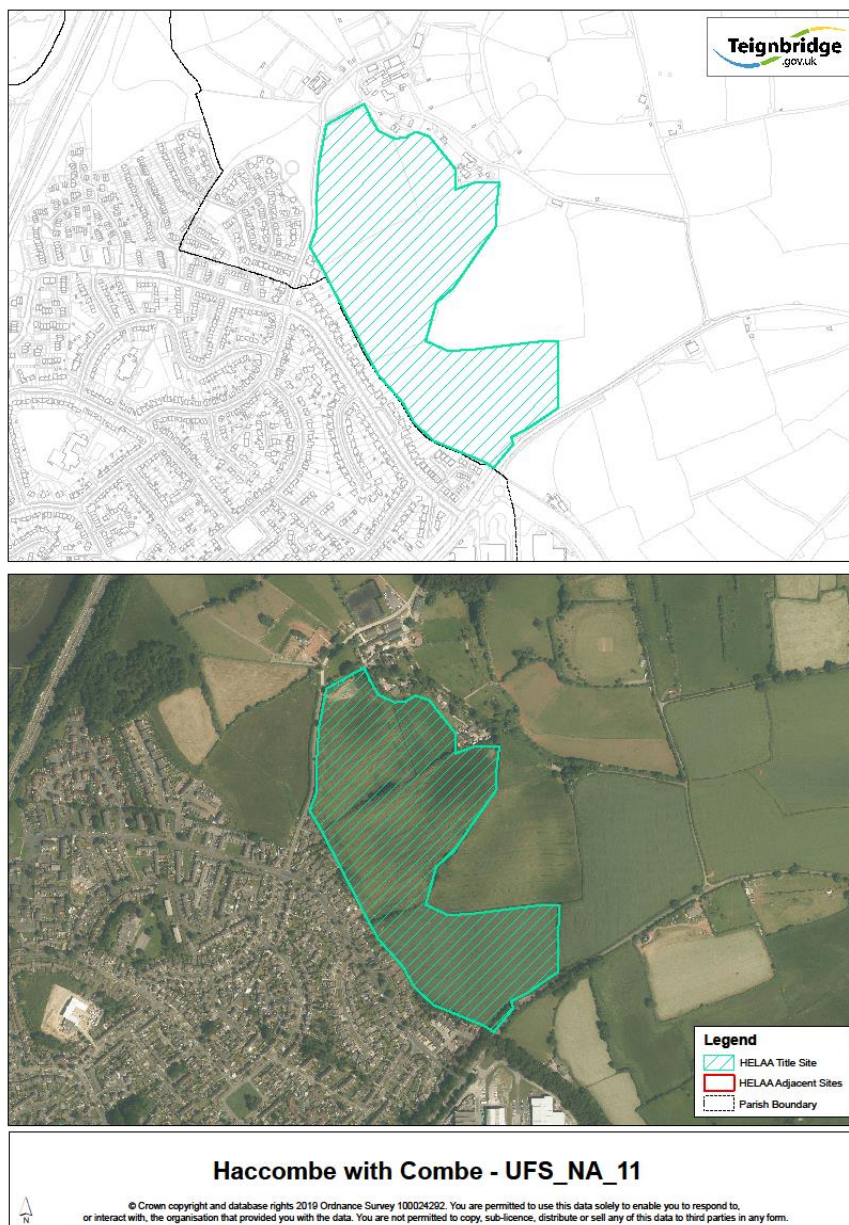 Teignbridge
.gov.uk
Legend
HELAA Title Site
HELAA Adjacent Sites
Parish Boundary
Haccombe with Combe - UFS_NA_11
© Crown copyright and database rights 2019 Ordnance Survey 100024292. You are permitted to use this data solely to enable you to respond to,
or interact with, the organisation that provided you with the data. You are not permitted to copy, sub-licence, distribute or sell any of this data to third parties in any form.
N